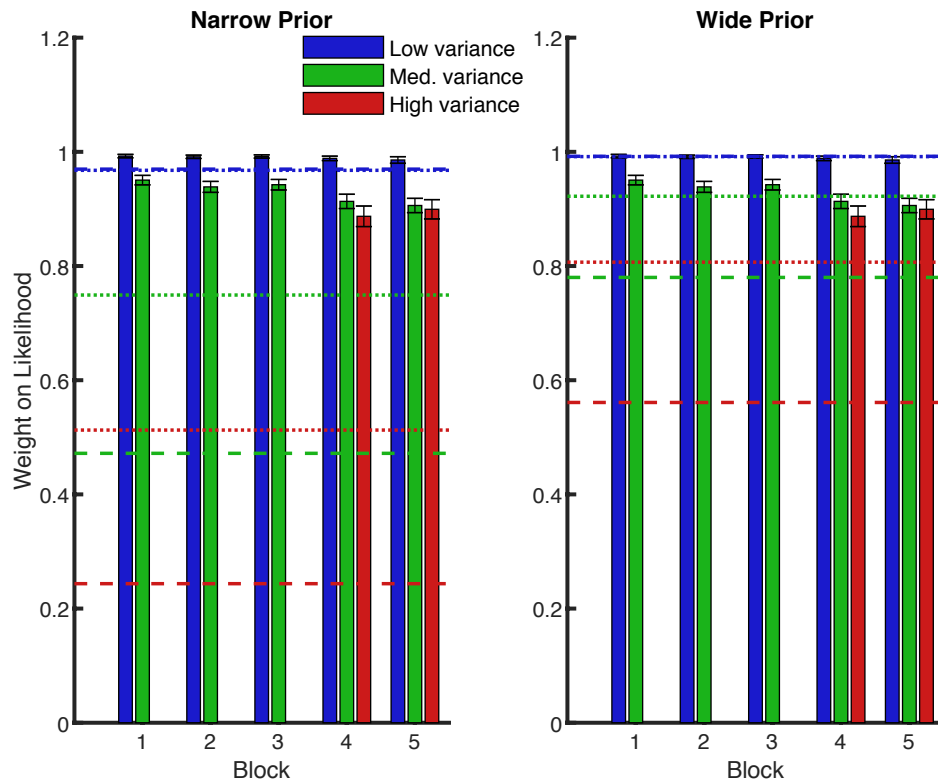 Narrow Prior
Wide Prior
Low variance
Med. variance
High variance
Weight on Likelihood
1.2
1
0.8
0.6
0.4
0.2
0
1 2 3 4 5
Block
1.2
1
0.8
0.6
0.4
0.2
0
1 2 3 4 5
Block